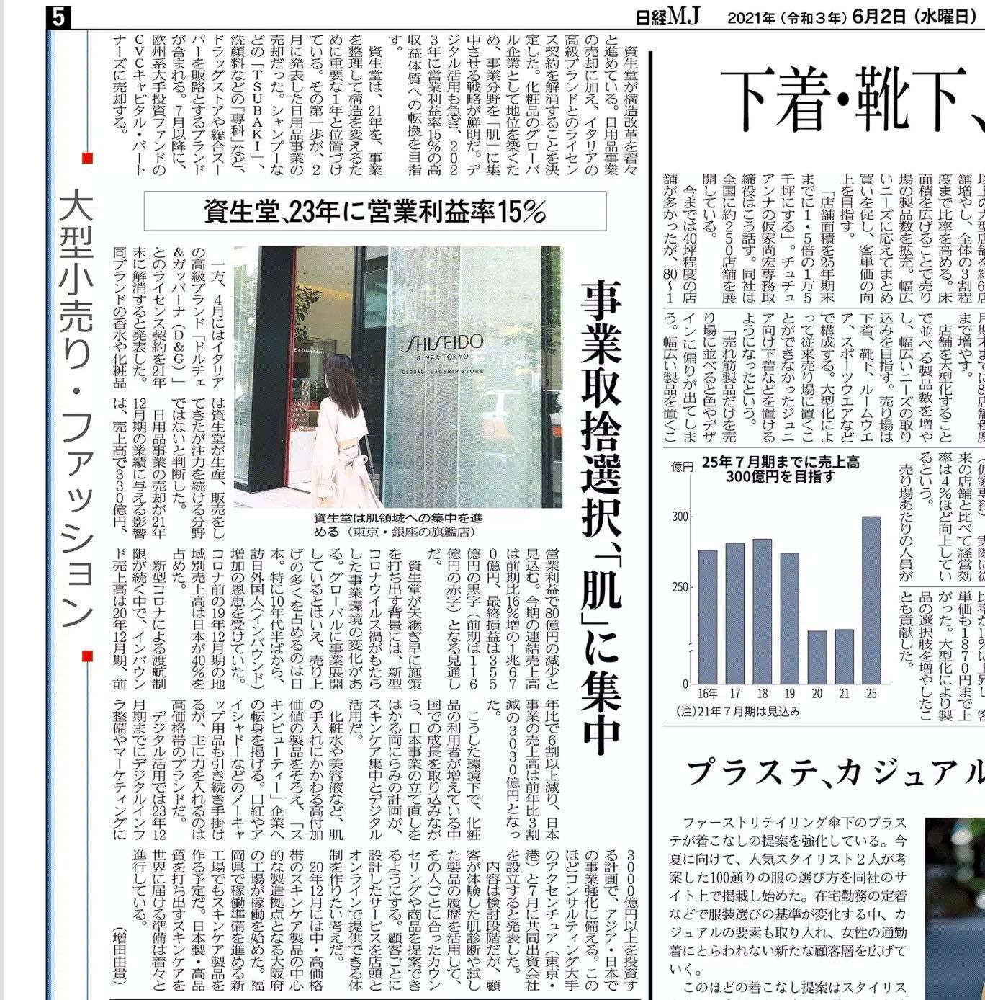 5
日経MJ 2021年（令和3年）6月2日（水曜日）
下着・靴下、
舗増やし、全体の3割程
度まで比率を高める。床
面積を広げることで売り
場の製品数を拡充。幅広
いニーズに応えてまとめ
買いを促し、客単価の向
上を目指す。
「店舗面積を25年期末
までに1・5倍の1万5
千坪にする」。チュチュ
アンナの仮家尚宏専務取
締役はこう話す。同社は
全国に約250店舗を展
開している。
今までは40坪程度の店
舗が多かったが、80〜1
月期末までに8店舗程度
まで増やす。
店舗を大型化すること
で並べる製品数を増や
し、幅広いニーズの取り
込みを目指す。売り場は
下着、靴下、ルームウエ
ア、スポーツウエアなど
で構成する。大型化によ
って従来売り場に置くこ
とができなかったジュニ
ア向け下着などを置ける
ようになったという。
「売れ筋製品だけを売
り場に並べると色やデザ
インに偏りが出てしま
う。幅広い製品を置くこ
来の店舗と比べて経営効
率は4％ほど向上してい
るという。
売り場あたりの人員が
単価も1870円まで上
がった。大型化により製
品の選択肢を増やしたこ
とも貢献した。
25年7月期までに売上高
300億円を目指す
億円
300
250
0
16年 17 18 19 20 21 25
（注）21年7月期は見込み
プラステ、カジュアル
ファーストリテイリング傘下のプラス
テが着こなしの提案を強化している。今
夏に向けて、人気スタイリスト2人が考
案した100通りの服の選び方を同社のサ
イト上で掲載し始めた。在宅勤務の定着
などで服装選びの基準が変化する中、カ
ジュアルの要素も取り入れ、女性の通勤
着にとらわれない新たな顧客層を広げて
いく。
このほどの着こなし提案はスタイリス
大型小売り・ファッション
資生堂、23年に営業利益率15%
事業取捨選択、「肌」に集中
資生堂が構造改革を着々
と進めている。日用品事業
の売却に加え、イタリアの
高級ブランドとのライセン
ス契約を解消することを決
定した。化粧品のグローバ
ル企業として地位を築くた
め、事業分野を「肌」に集
中させる戦略が鮮明だ。デ
ジタル活用も急ぎ、202
3年に営業利益率15％の高
収益体質への転換を目指
す。
資生堂は、21年を、事業
を整理して構造を変えるた
めに重要な1年と位置づけ
ている。その第一歩が、2
月に発表した日用品事業の
売却だった。シャンプーな
どの「TSUBAKI」、
洗顔料などの「専科」など、
ドラッグストアや総合スー
パーを販路とするブランド
が含まれる。7月以降に、
欧州系大手投資ファンドの
CVCキャピタル・パート
ナーズに売却する。
一方、4月にはイタリア
の高級ブランド「ドルチェ
＆ガッバーナ（D&G）」
とのライセンス契約を21年
末に解消すると発表した。
同ブランドの香水や化粧品
は資生堂が生産、販売をし
てきたが注力を続ける分野
ではないと判断した。
日用品事業の売却が21年
12月期の業績に与える影響
は、売上高で330億円、
SHISEIDO
GINZA TOKYO
GLOBAL FLAGSHIP STORE
資生堂は肌領域への集中を進
める（東京・銀座の旗艦店）
営業利益で80億円の減少と
見込む。今期の連結売上高
は前期比16％増の1兆67
0億円、最終損益は355
億円の黒字（前期は116
億円の赤字）となる見通し
だ。
資生堂が矢継ぎ早に施策
を打ち出す背景には、新型
コロナウイルス禍がもたら
した事業環境の変化があ
る。グローバルに事業展開
しているとはいえ、売り上
げの多くを占めるのは日
本。特に10年代半ばから、
訪日外国人（インバウンド）
増加の恩恵を受けていた。
コロナ前の19年12月期の地
域別売上高は日本が40％を
占めた。
新型コロナによる渡航制
限が続く中で、インバウン
ド売上高は20年12月期、前
年比で6割以上減り、日本
事業の売上高は前年比3割
減の3030億円となっ
た。
こうした環境下で、化粧
品の利用者が増えている中
国での成長を取り込みなが
ら、日本事業の立て直しを
はかる両にらみの計画が、
スキンケア集中とデジタル
活用だ。
化粧水や美容液など、肌
の手入れにかかわる高付加
価値の製品をそろえ、「ス
キンビューティー」企業へ
の転身を掲げる。口紅やア
イシャドーなどのメーキャ
ップ用品も引き続き手掛け
るが、主に力を入れるのは
高価格帯のブランドだ。
デジタル活用では23年12
月期までにデジタルインフ
ラ整備やマーケティングに
3000億円以上を投資す
る計画で、アジア・日本で
の事業強化に備える。この
ほどコンサルティング大手
のアクセンチュア（東京・
港）と7月に共同出資会社
を設立すると発表した。
内容は検討段階だが、顧
客が体験した肌診断や試し
た製品の履歴を活用して、
その人ごとに合ったカウン
セリングや商品を提案でき
るようにする。顧客ごとに
設計したサービスを店頭と
オンラインで提供できる体
制を作りたい考えだ。
20年12月には中・高価格
帯のスキンケア製品の中心
的な製造拠点となる大阪府
の工場が稼働を始めた。福
岡県で稼働準備を進める新
工場でもスキンケア製品を
作る予定だ。日本製・高品
質を打ち出すスキンケアを
世界に届ける準備は着々と
進行している。
（増田由貴）